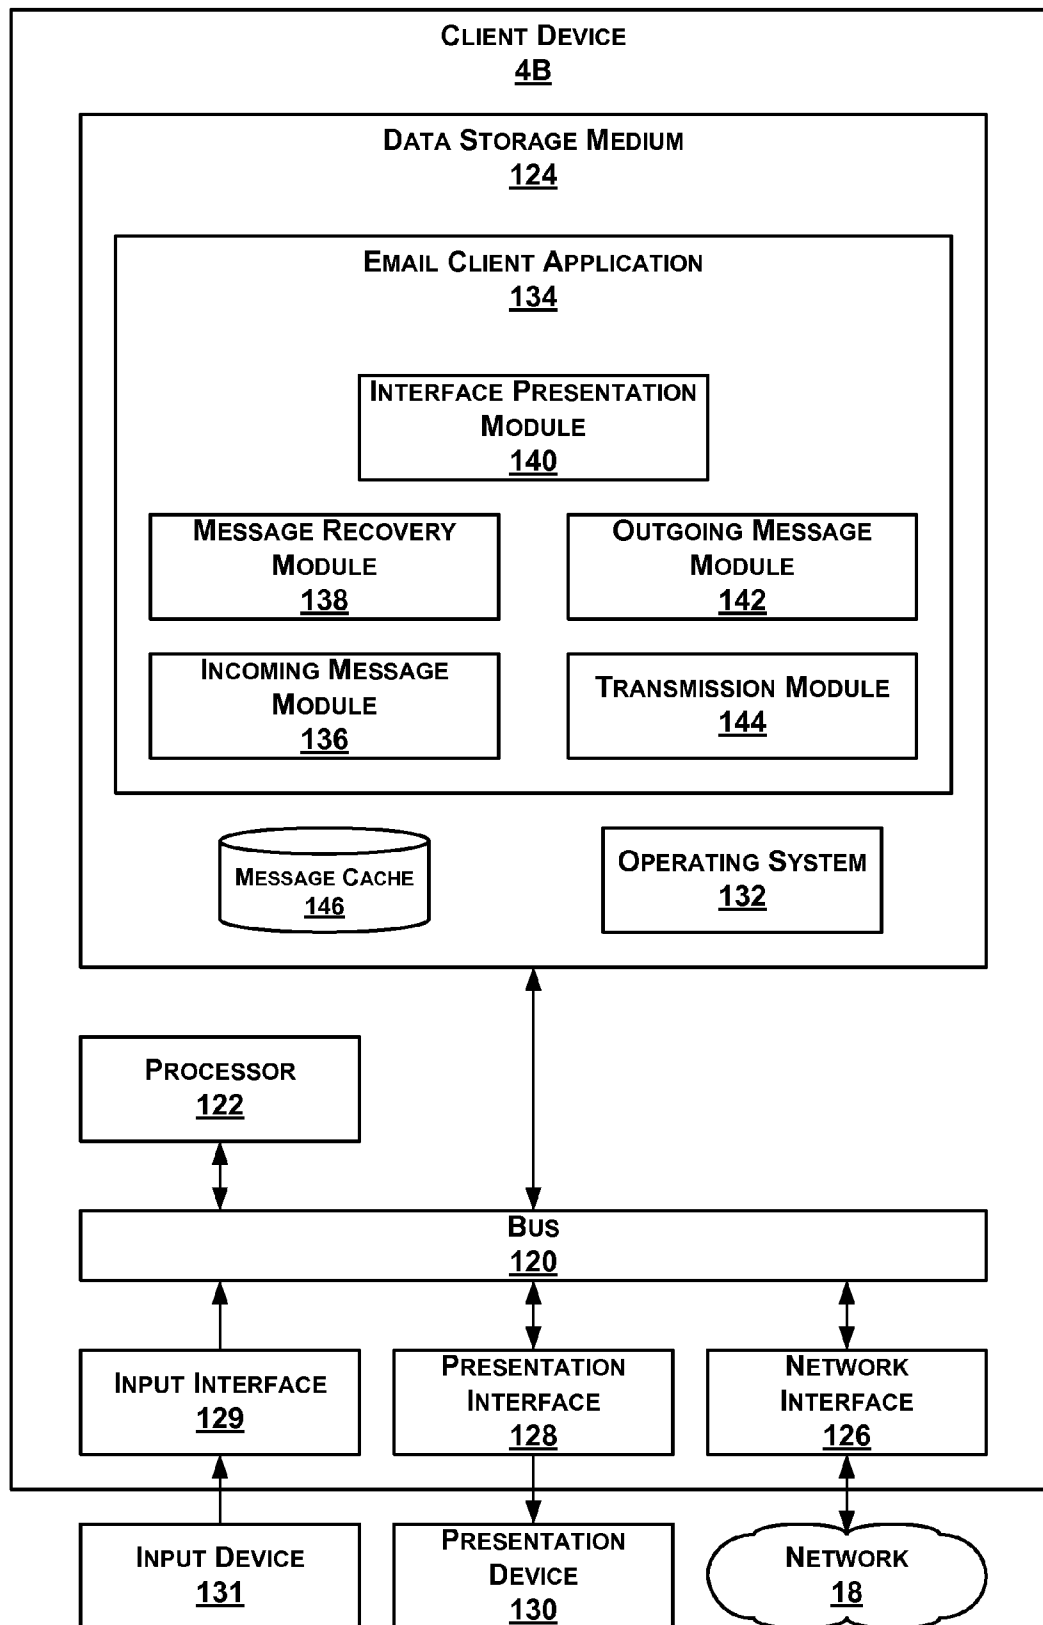 CLIENT DEVICE
4B
DATA STORAGE MEDIUM
124
EMAIL CLIENT APPLICATION
134
INTERFACE PRESENTATION
MODULE
140
MESSAGE RECOVERY
MODULE
138
OUTGOING MESSAGE
MODULE
142
INCOMING MESSAGE
MODULE
136
TRANSMISSION MODULE
144
MESSAGE CACHE
146
OPERATING SYSTEM
132
PROCESSOR
122
BUS
120
INPUT INTERFACE
129
PRESENTATION
INTERFACE
128
NETWORK
INTERFACE
126
INPUT DEVICE
131
PRESENTATION
DEVICE
130
NETWORK
18